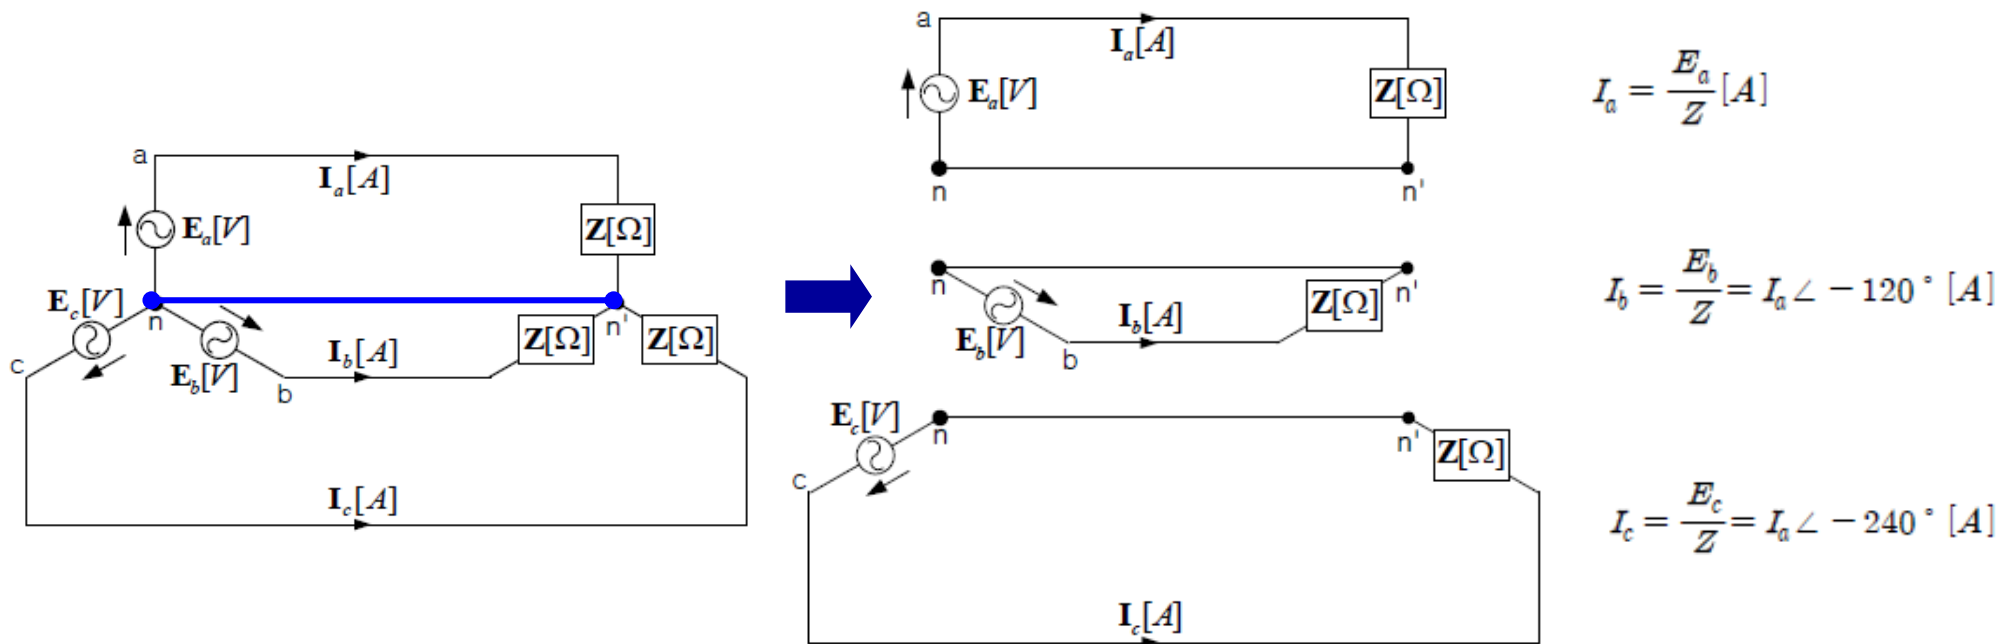 a
I_a[A]
E_a[V]
Z[Ω]
n
n'
E_c[V]
c
E_b[V]
b
I_b[A]
Z[Ω]
Z[Ω]
I_c[A]
a
I_a[A]
E_a[V]
Z[Ω]
n
n'
I_a = E_a/Z [A]
n
n'
Z[Ω]
E_b[V]
I_b[A]
b
I_b = E_b/Z = I_a ∠ −120° [A]
E_c[V]
n
n'
Z[Ω]
c
I_c[A]
I_c = E_c/Z = I_a ∠ −240° [A]